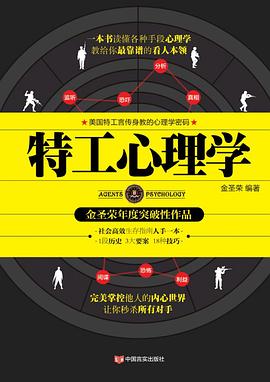 一本书读懂各种手段心理学
教给你最靠谱的看人本领
分析
监听
恐吓
真相
★美国特工言传身教的心理学密码★
特工心理学
AGENTS PSYCHOLOGY
金圣荣 编著
金圣荣年度突破性作品
·社会高效生存指南人手一本·
·1段历史 3大要案 18种技巧·
阅谍
恐怖
利益
完美掌控他人的内心世界
让你秒杀所有对手
中国言实出版社